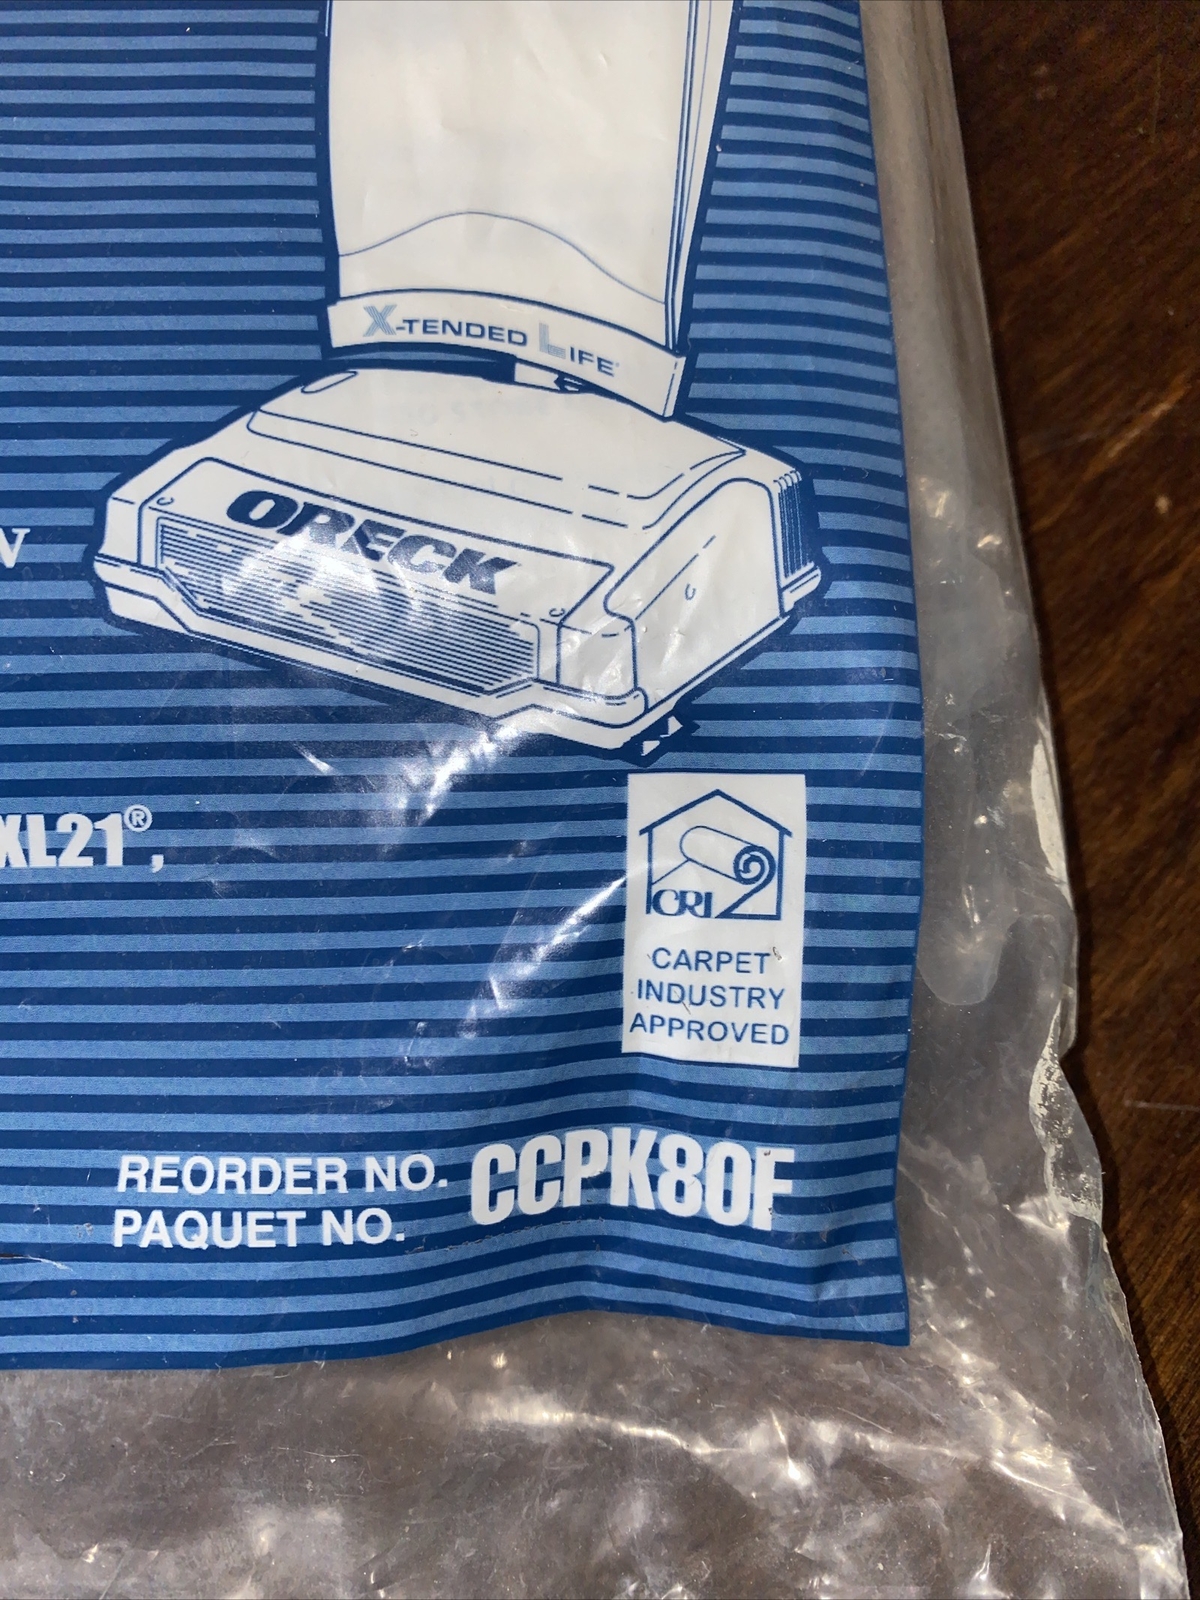 X-TENDED LIFE
ORECK
XL21®,
CRI
CARPET
INDUSTRY
APPROVED
REORDER NO. CCPK80F
PAQUET NO.